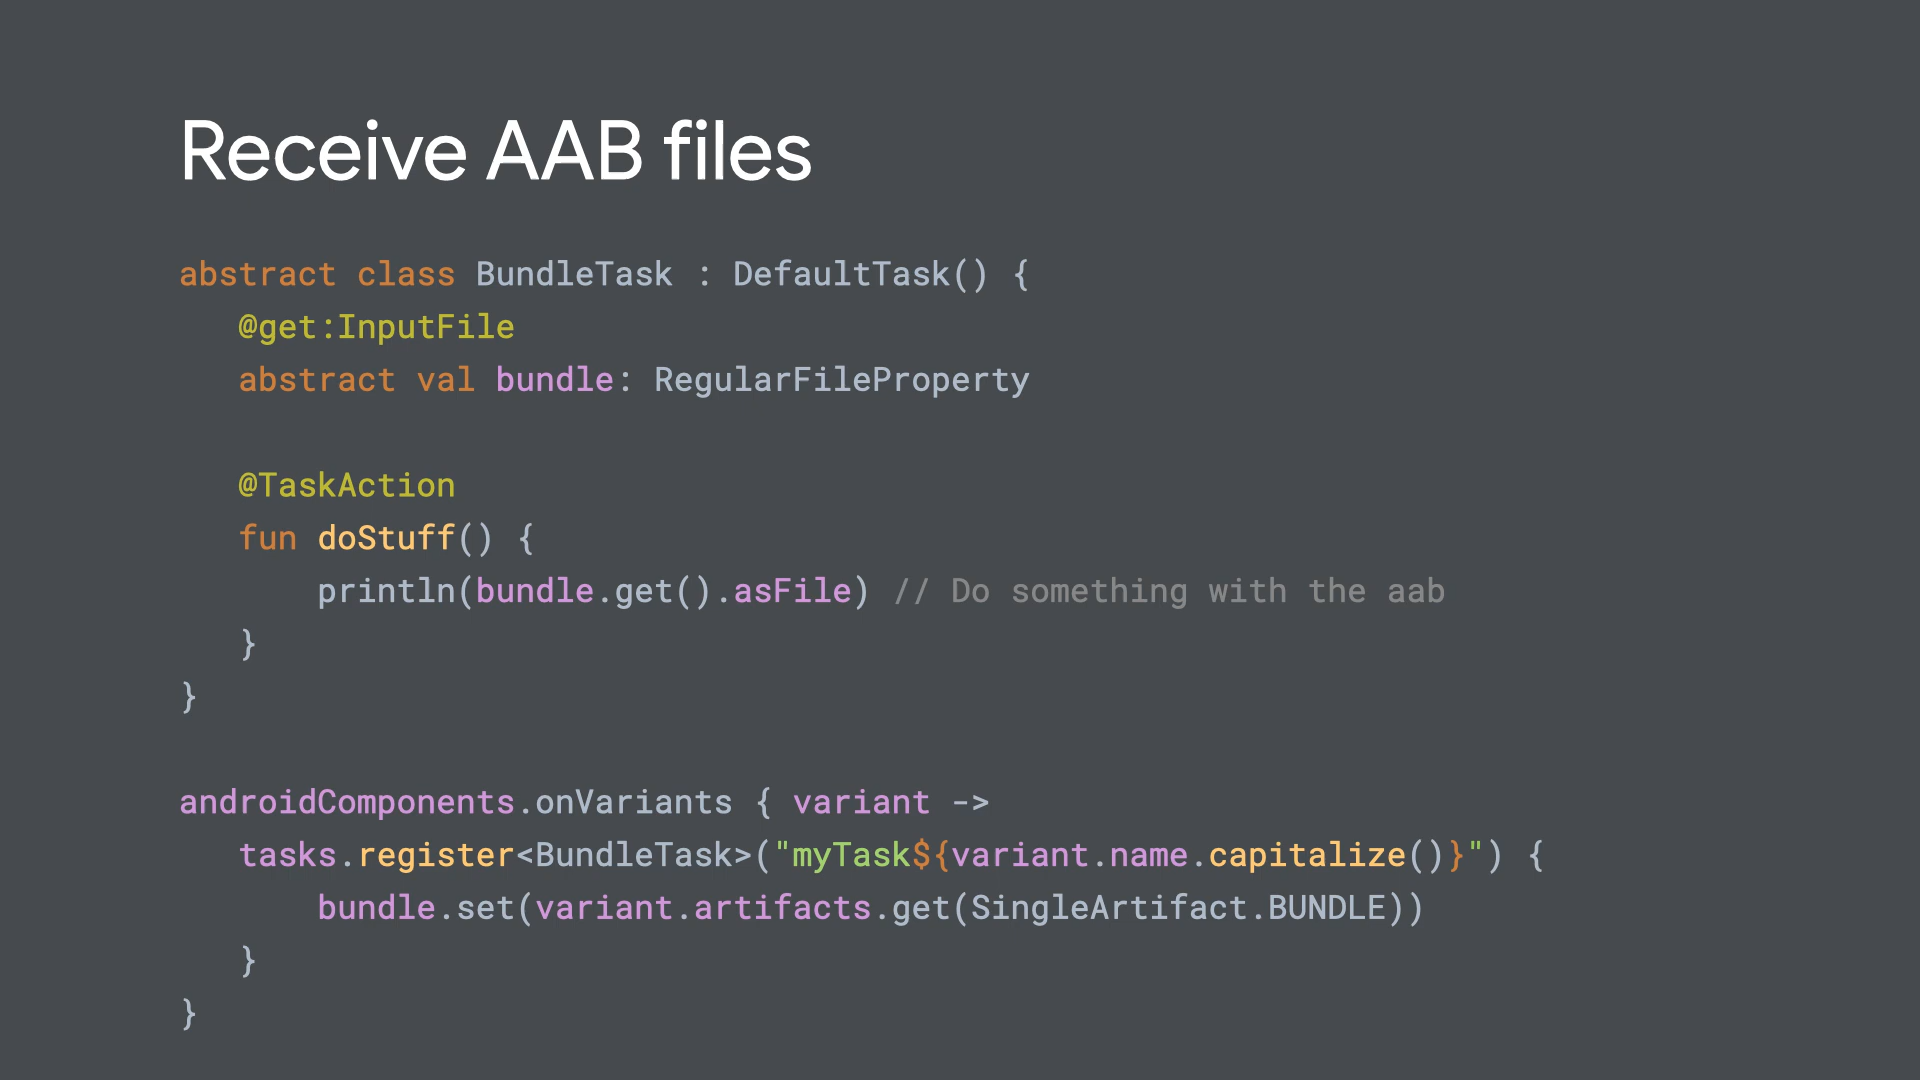 Receive AAB files
abstract class BundleTask : DefaultTask() {
@get:InputFile
abstract val bundle: RegularFileProperty
@TaskAction
fun doStuff() {
println(bundle.get().asFile) // Do something with the aab
}
}
androidComponents.onVariants { variant ->
tasks.register<BundleTask>("myTask${variant.name.capitalize()}") {
bundle.set(variant.artifacts.get(SingleArtifact.BUNDLE))
}
}